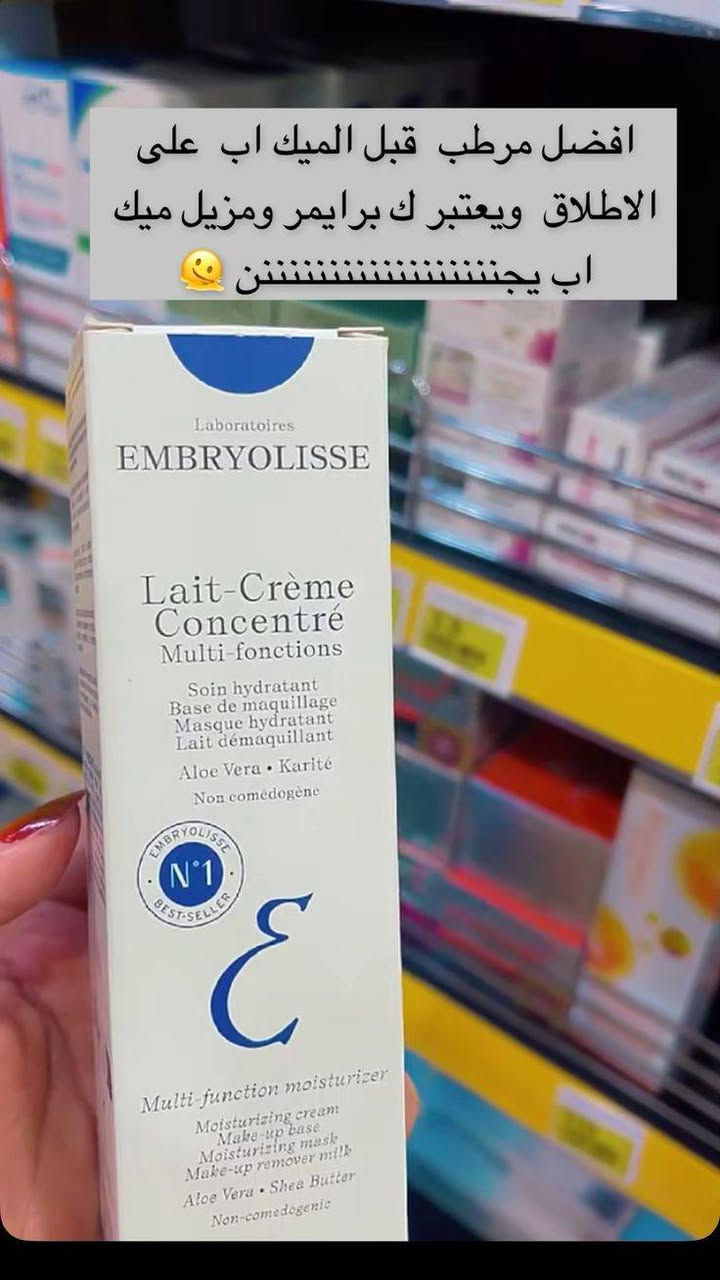 افضل مرطب قبل الميك اب على
الاطلاق ويعتبر ك برايمر ومزيل ميك
اب يجنننننننننننننننننننن 🫠
Laboratoires
EMBRYOLISSE
Lait-Crème
Concentré
Multi-fonctions
Soin hydratant
Base de maquillage
Masque hydratant
Lait démaquillant
Aloe Vera • Karité
Non comédogène
EMBRYOLISSE
N°1
BEST-SELLER
Multi-function moisturizer
Moisturizing cream
Make-up base
Moisturizing mask
Make-up remover milk
Aloe Vera • Shea Butter
Non-comedogenic